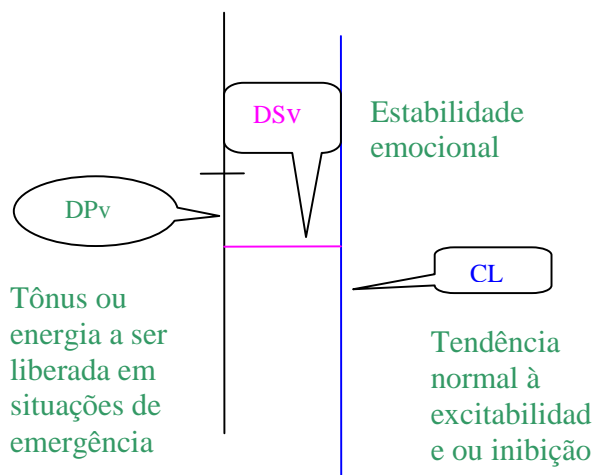 DSv
Estabilidade
emocional
DPv
CL
Tônus ou
energia a ser
liberada em
situações de
emergência
Tendência
normal à
excitabilidad
e ou inibição